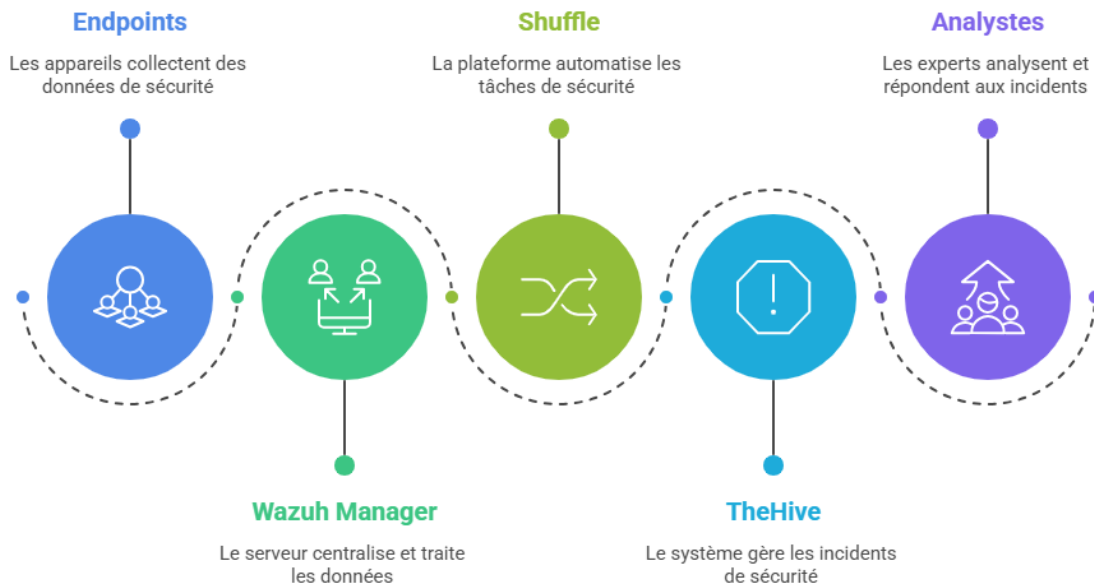 Endpoints
Les appareils collectent des
données de sécurité
Shuffle
La plateforme automatise les
tâches de sécurité
Analystes
Les experts analysent et
répondent aux incidents
Wazuh Manager
Le serveur centralise et traite
les données
TheHive
Le système gère les incidents
de sécurité